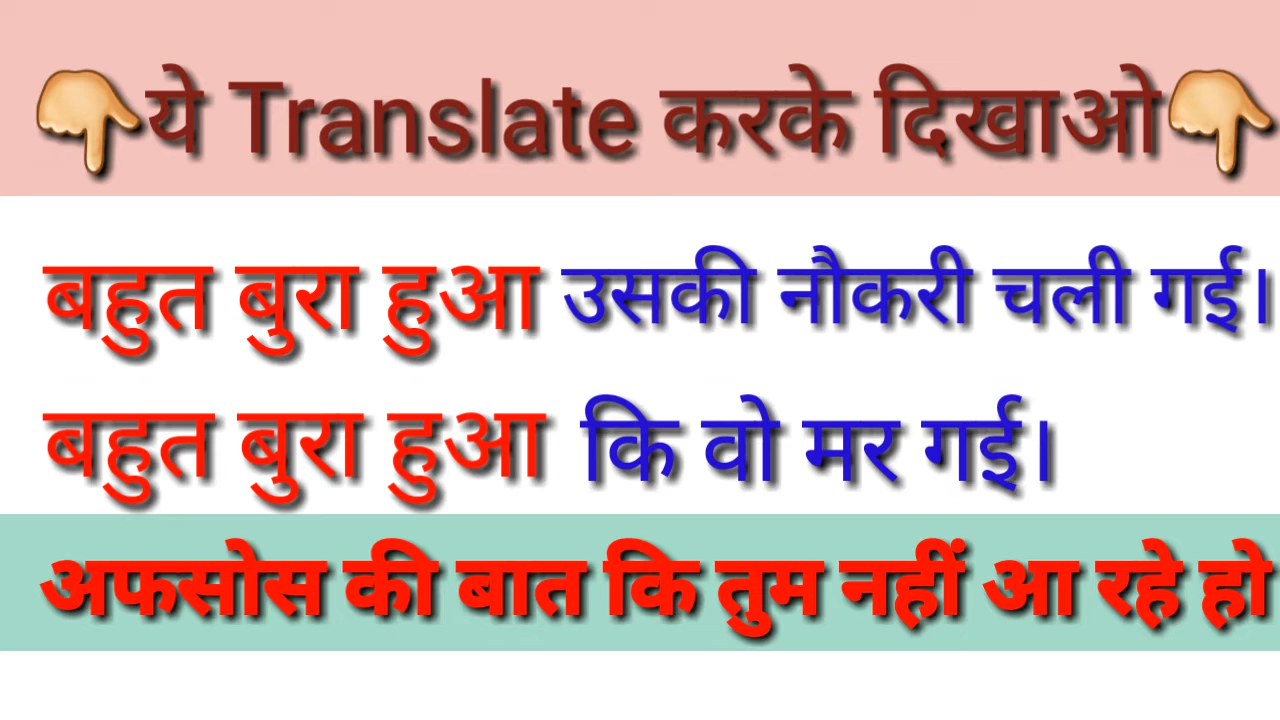 👇ये Translate करके दिखाओ👇
बहुत बुरा हुआ उसकी नौकरी चली गई।
बहुत बुरा हुआ कि वो मर गई।
अफसोस की बात कि तुम नहीं आ रहे हो